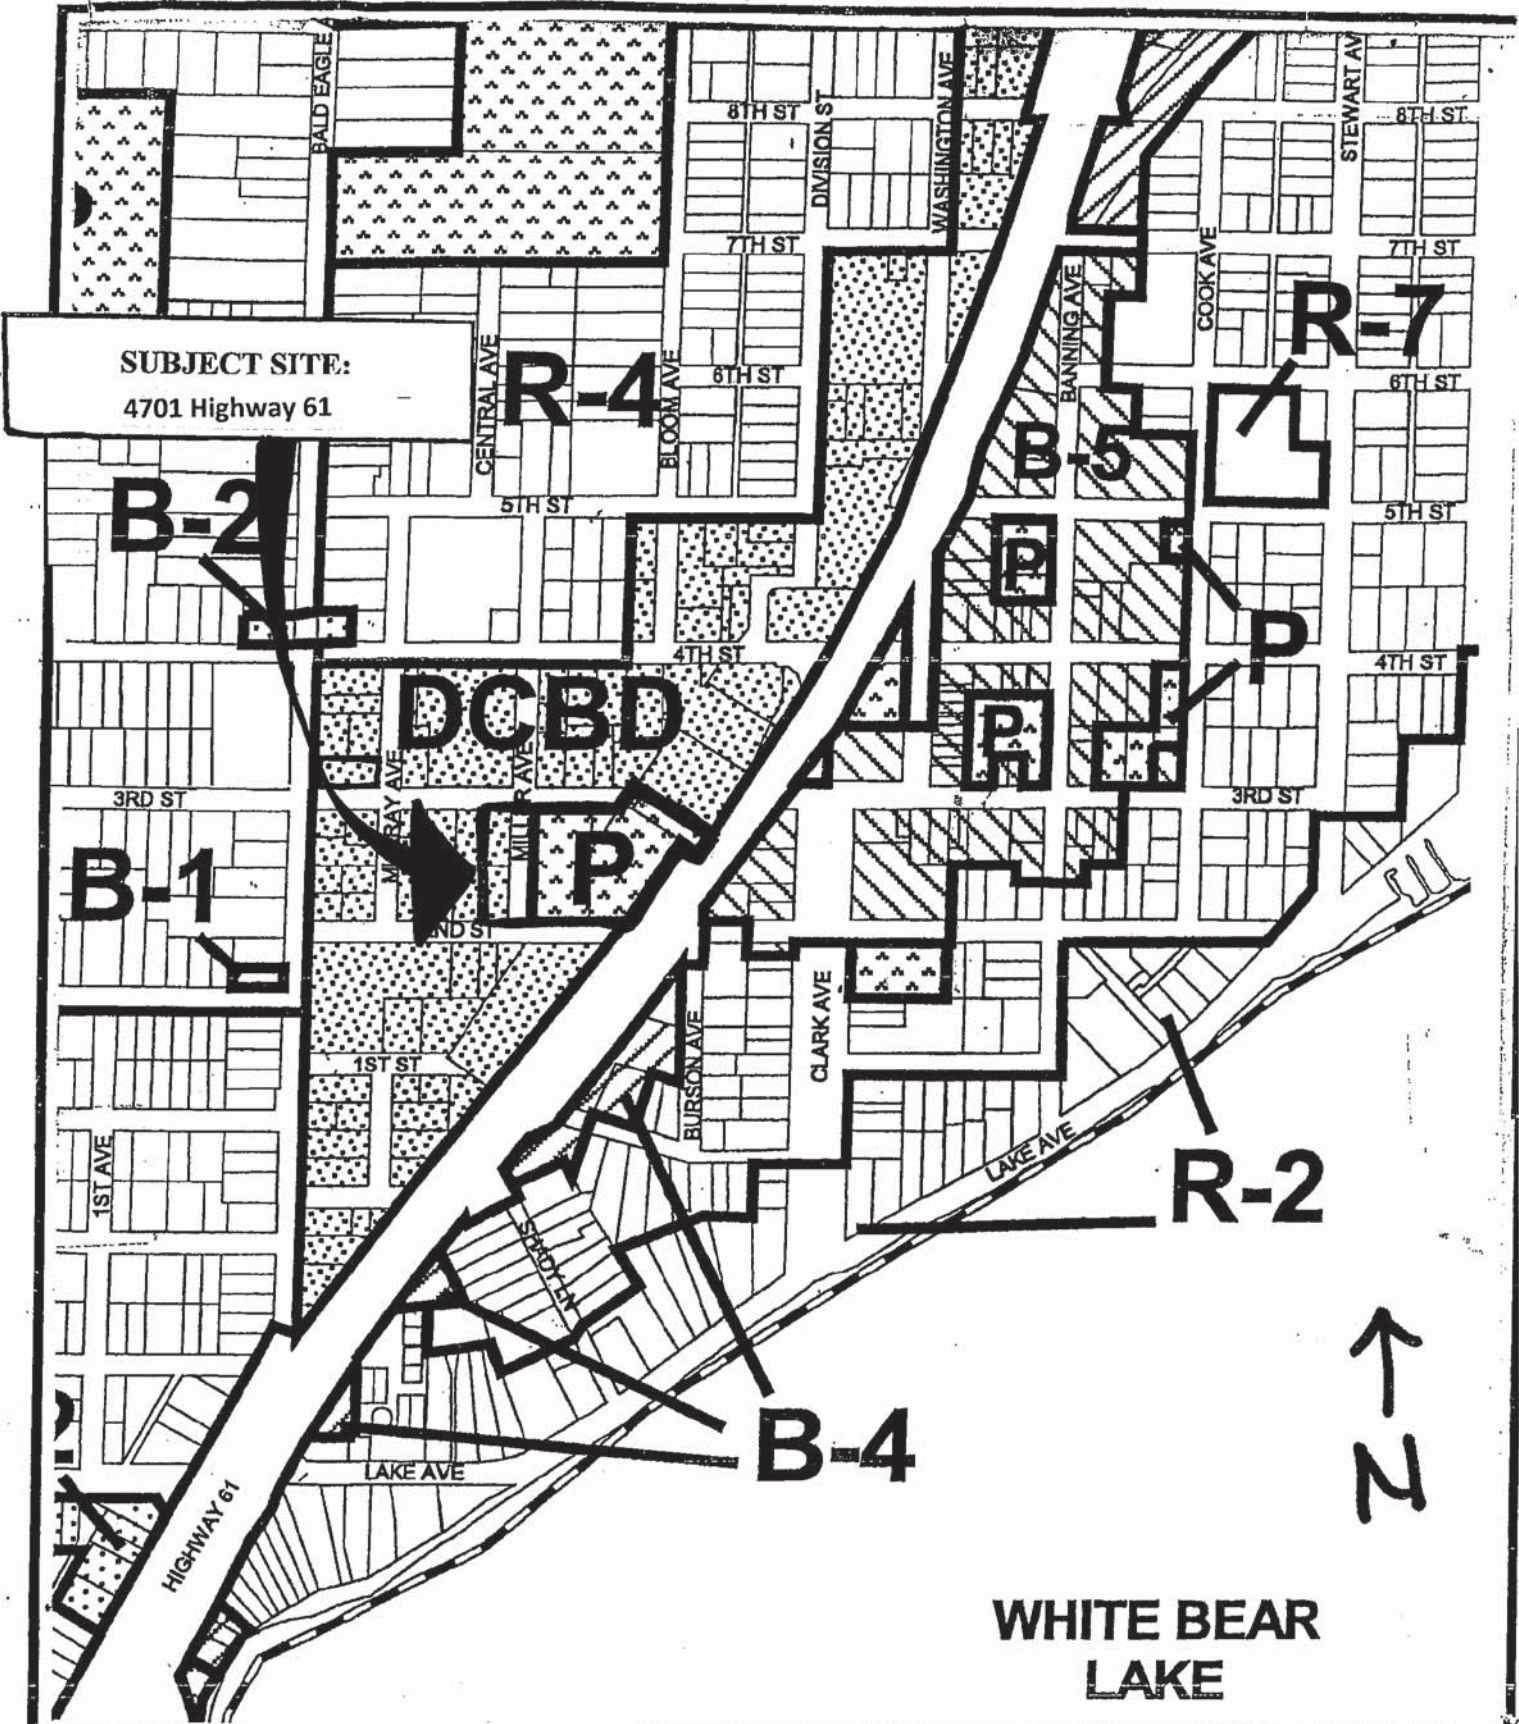 BALD EAGLE
8TH ST
DIVISION ST
WASHINGTON AVE
STEWART AV
8TH ST
7TH ST
COOK AVE
7TH ST
BANNING AVE
R-7
SUBJECT SITE:
4701 Highway 61
CENTRAL AVE
R-4
BLOOM AVE
6TH ST
6TH ST
B-5
B-2
5TH ST
5TH ST
P
P
4TH ST
4TH ST
DCBD
P
3RD ST
3RD ST
P
B-1
ND ST
CLARK AVE
BURSON AVE
1ST ST
1ST AVE
LAKE AVE
R-2
SHADY LN
B-4
LAKE AVE
HIGHWAY 61
N
WHITE BEAR
LAKE